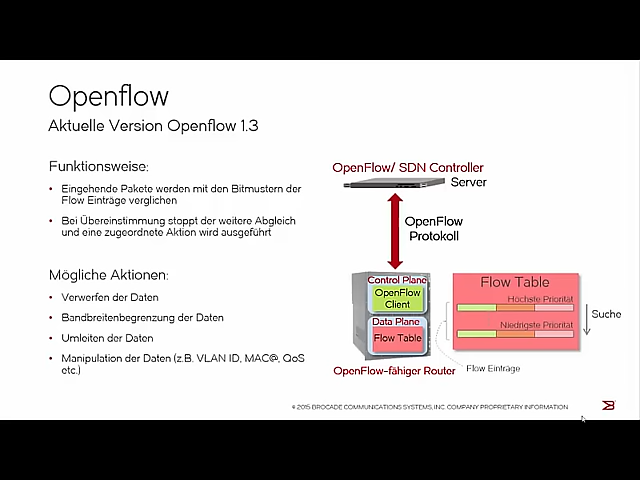 Openflow
Aktuelle Version Openflow 1.3
Funktionsweise:
• Eingehende Pakete werden mit den Bitmustern der
Flow Einträge verglichen
• Bei Übereinstimmung stoppt der weitere Abgleich
und eine zugeordnete Aktion wird ausgeführt
Mögliche Aktionen:
• Verwerfen der Daten
• Bandbreitenbegrenzung der Daten
• Umleiten der Daten
• Manipulation der Daten (z.B. VLAN ID, MAC@, QoS
etc.)
OpenFlow/ SDN Controller
Server
OpenFlow
Protokoll
Control Plane
OpenFlow
Client
Data Plane
Flow Table
OpenFlow-fähiger Router
Flow Table
Höchste Priorität
Niedrigste Priorität
Suche
Flow Einträge
© 2015 BROCADE COMMUNICATIONS SYSTEMS, INC. COMPANY PROPRIETARY INFORMATION